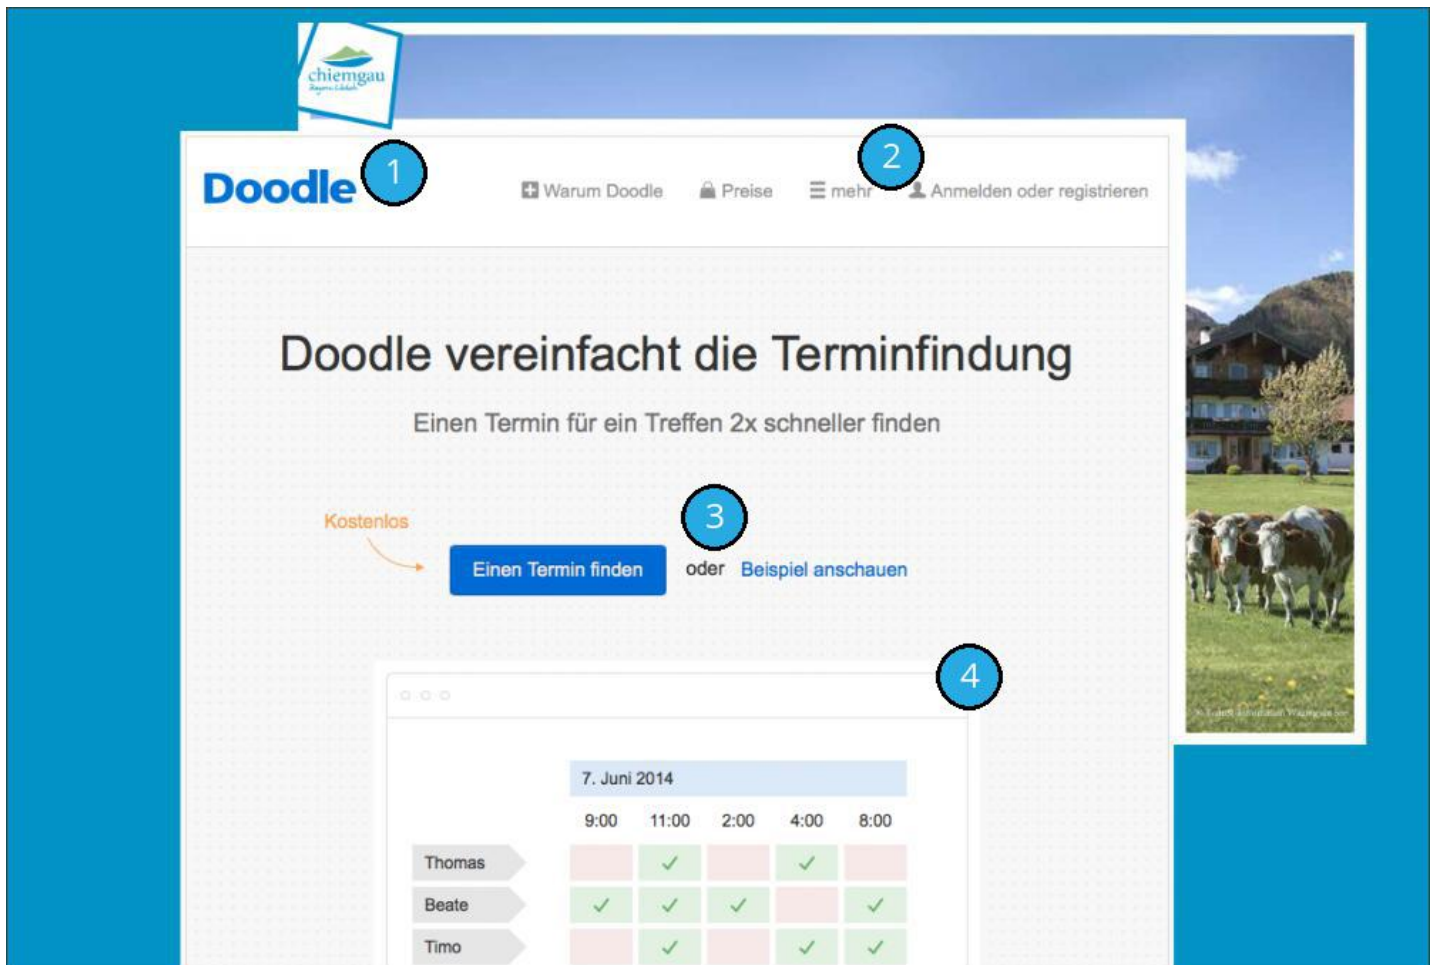 chiemgau
1
2
Doodle
Warum Doodle
Preise
mehr
Anmelden oder registrieren
Doodle vereinfacht die Terminfindung
Einen Termin für ein Treffen 2x schneller finden
3
Kostenlos
Einen Termin finden
oder
Beispiel anschauen
4
7. Juni 2014
9:00 11:00 2:00 4:00 8:00
Thomas
Beate
Timo